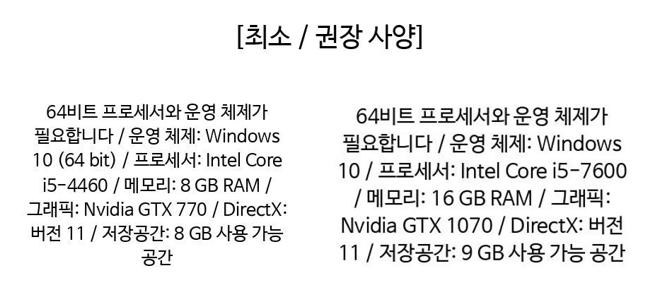 [최소 / 권장 사양]
64비트 프로세서와 운영 체제가
필요합니다 / 운영 체제: Windows
10 (64 bit) / 프로세서: Intel Core
i5-4460 / 메모리: 8 GB RAM /
그래픽: Nvidia GTX 770 / DirectX:
버전 11 / 저장공간: 8 GB 사용 가능
공간
64비트 프로세서와 운영 체제가
필요합니다 / 운영 체제: Windows
10 / 프로세서: Intel Core i5-7600
/ 메모리: 16 GB RAM / 그래픽:
Nvidia GTX 1070 / DirectX: 버전
11 / 저장공간: 9 GB 사용 가능 공간